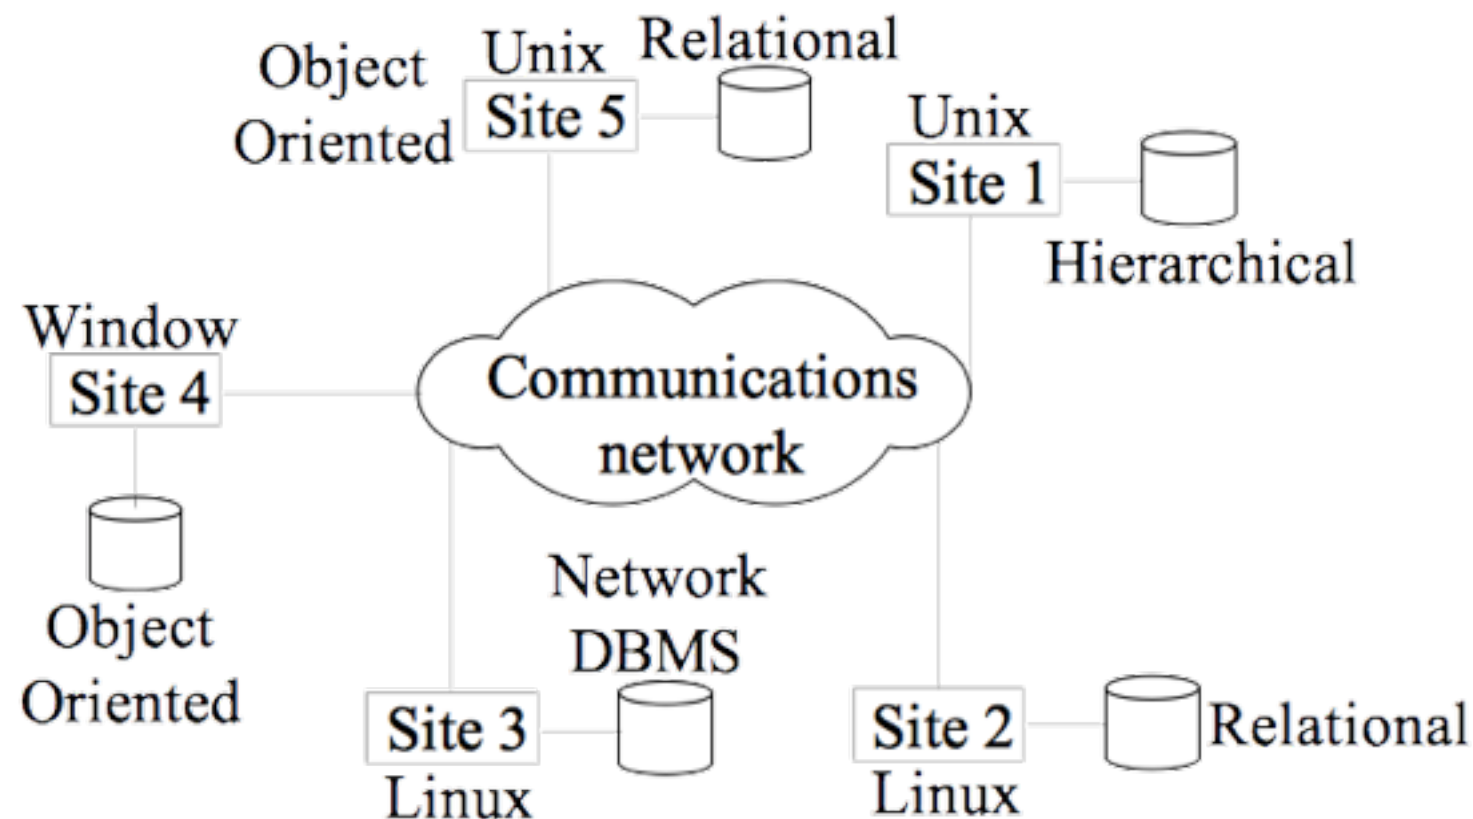 Object
Oriented
Unix
Site 5
Relational
Unix
Site 1
Hierarchical
Window
Site 4
Object
Oriented
Communications
network
Network
DBMS
Site 3
Linux
Site 2
Linux
Relational